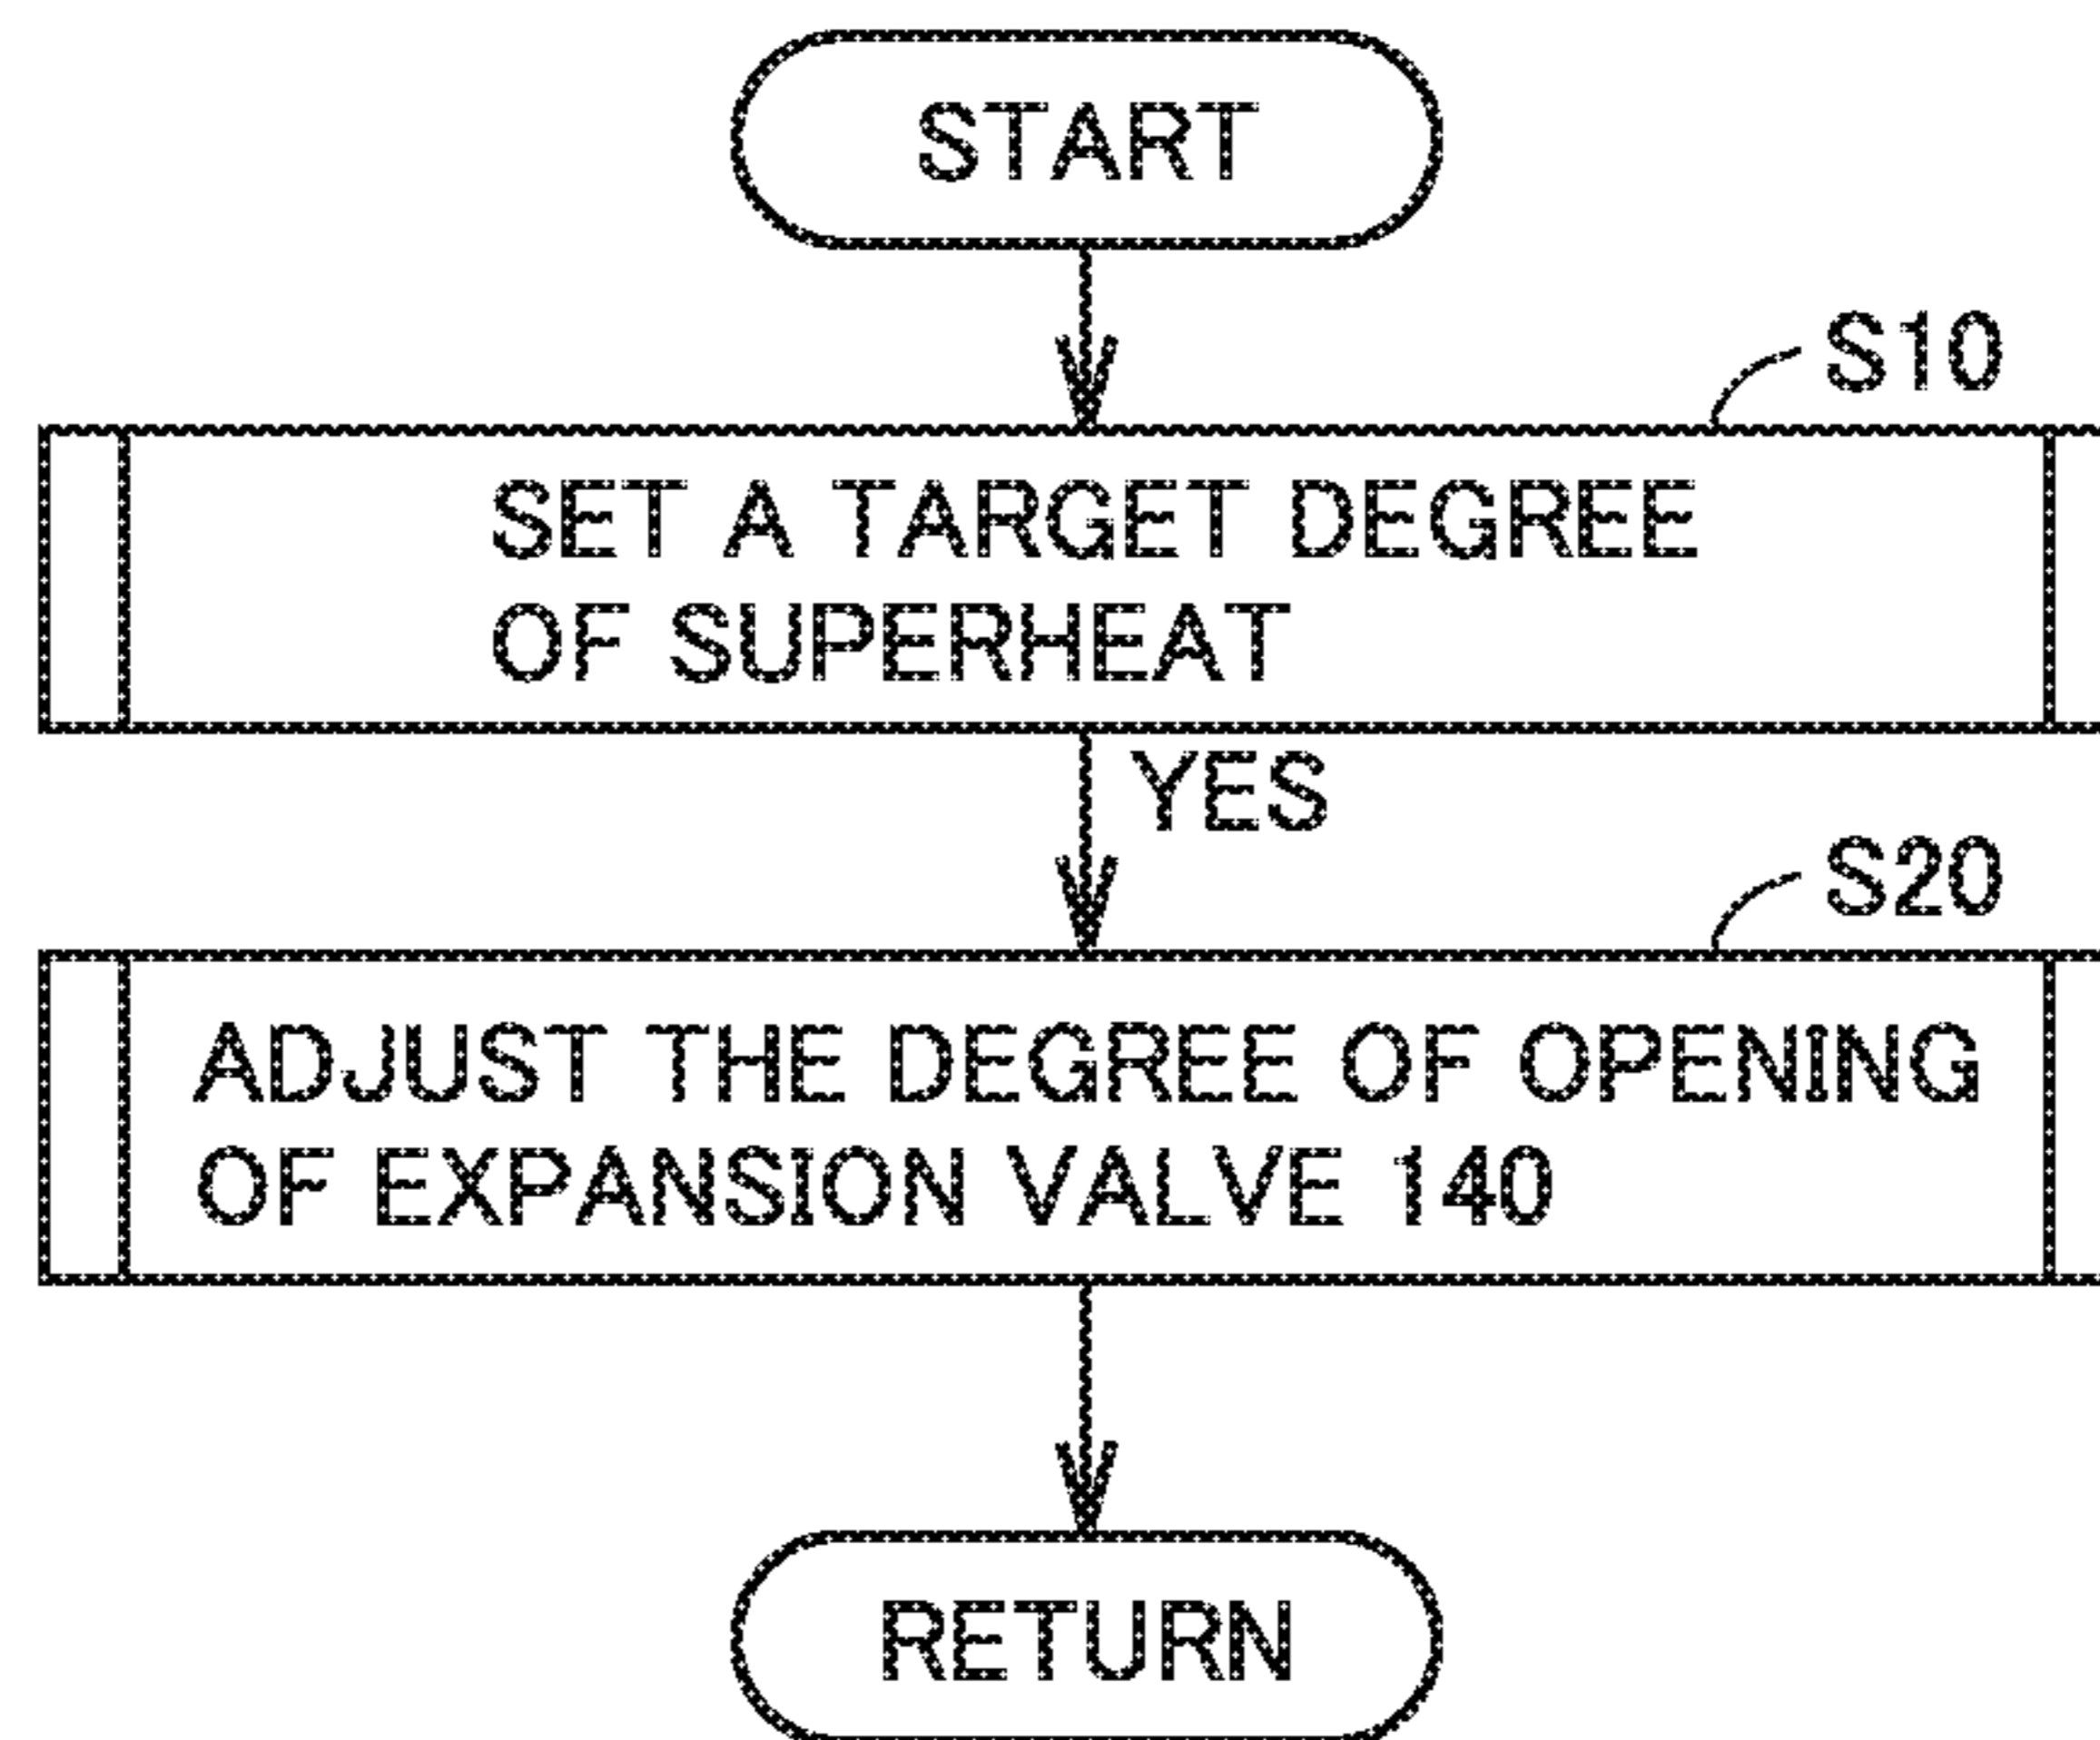 START
S10
SET A TARGET DEGREE
OF SUPERHEAT
YES
S20
ADJUST THE DEGREE OF OPENING
OF EXPANSION VALVE 140
RETURN